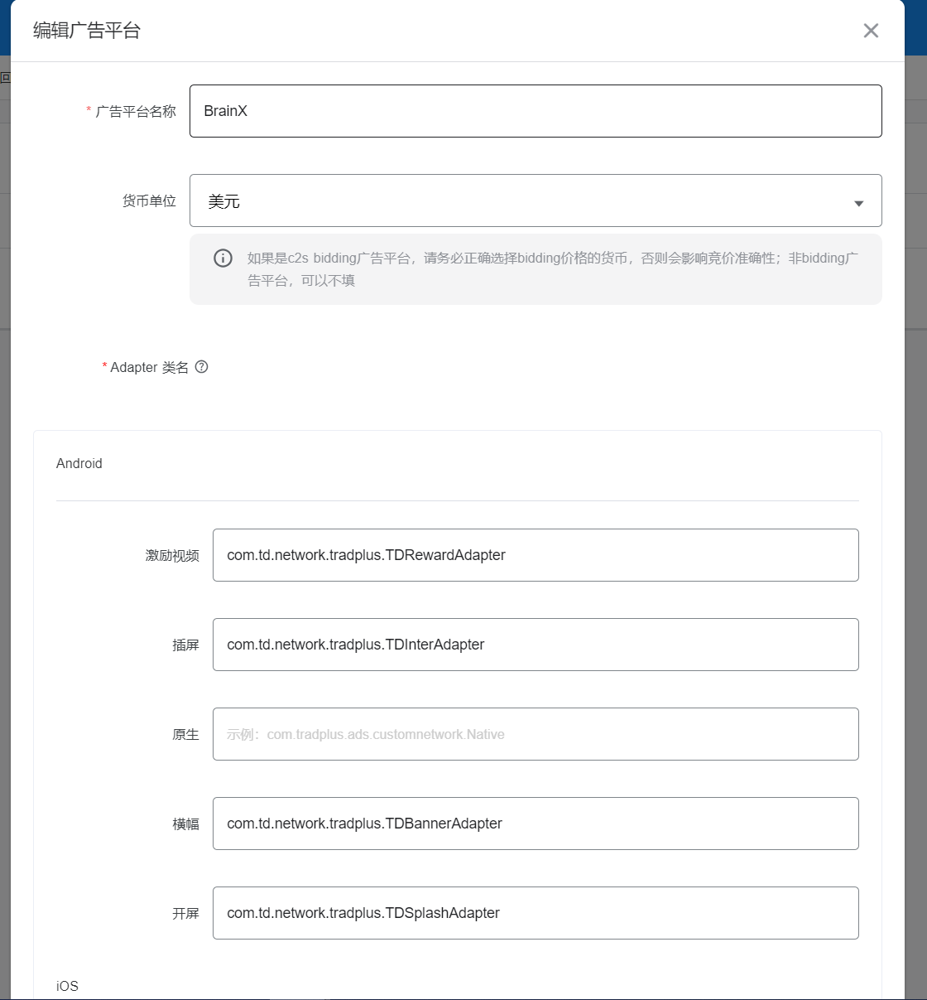 编辑广告平台
* 广告平台名称
BrainX
货币单位
美元
如果是c2s bidding广告平台，请务必正确选择bidding价格的货币，否则会影响竞价准确性；非bidding广
告平台，可以不填
* Adapter 类名
Android
激励视频
com.td.network.tradplus.TDRewardAdapter
插屏
com.td.network.tradplus.TDInterAdapter
原生
示例：com.tradplus.ads.customnetwork.Native
横幅
com.td.network.tradplus.TDBannerAdapter
开屏
com.td.network.tradplus.TDSplashAdapter
iOS